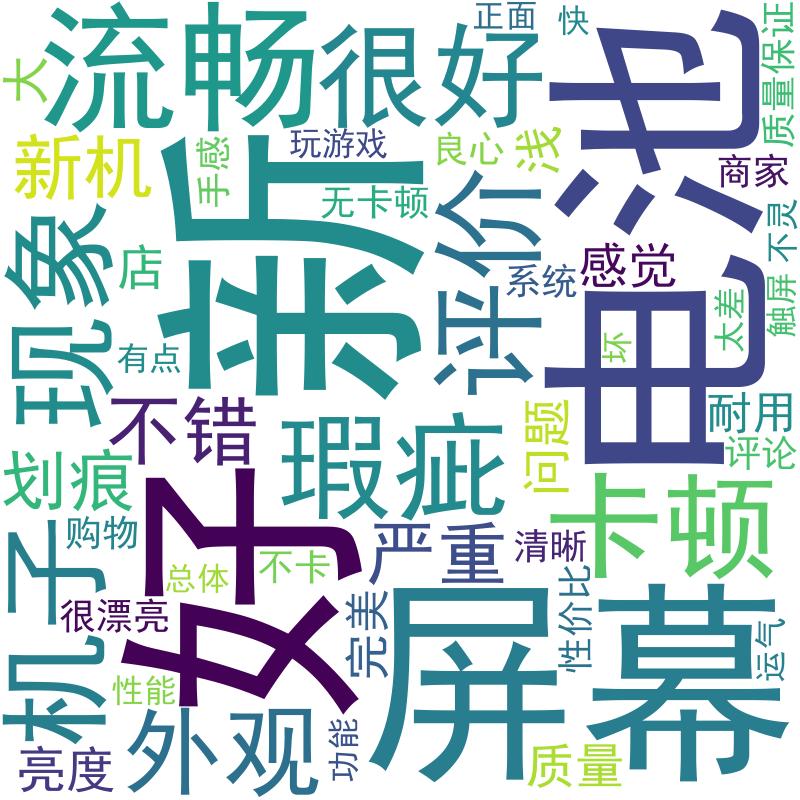 正面
快
质量保证
大
流畅
很好
电池
新
新机
手感
玩游戏
良心
浅
商家
无卡顿
评价
不灵
现象
店
系统
感觉
触屏
太差
有点
坏
不错
瑕疵
问题
耐用
评论
划痕
好
卡顿
机子
购物
严重
清晰
总体
不卡
很漂亮
完美
性价比
屏幕
运气
性能
外观
功能
亮度
质量